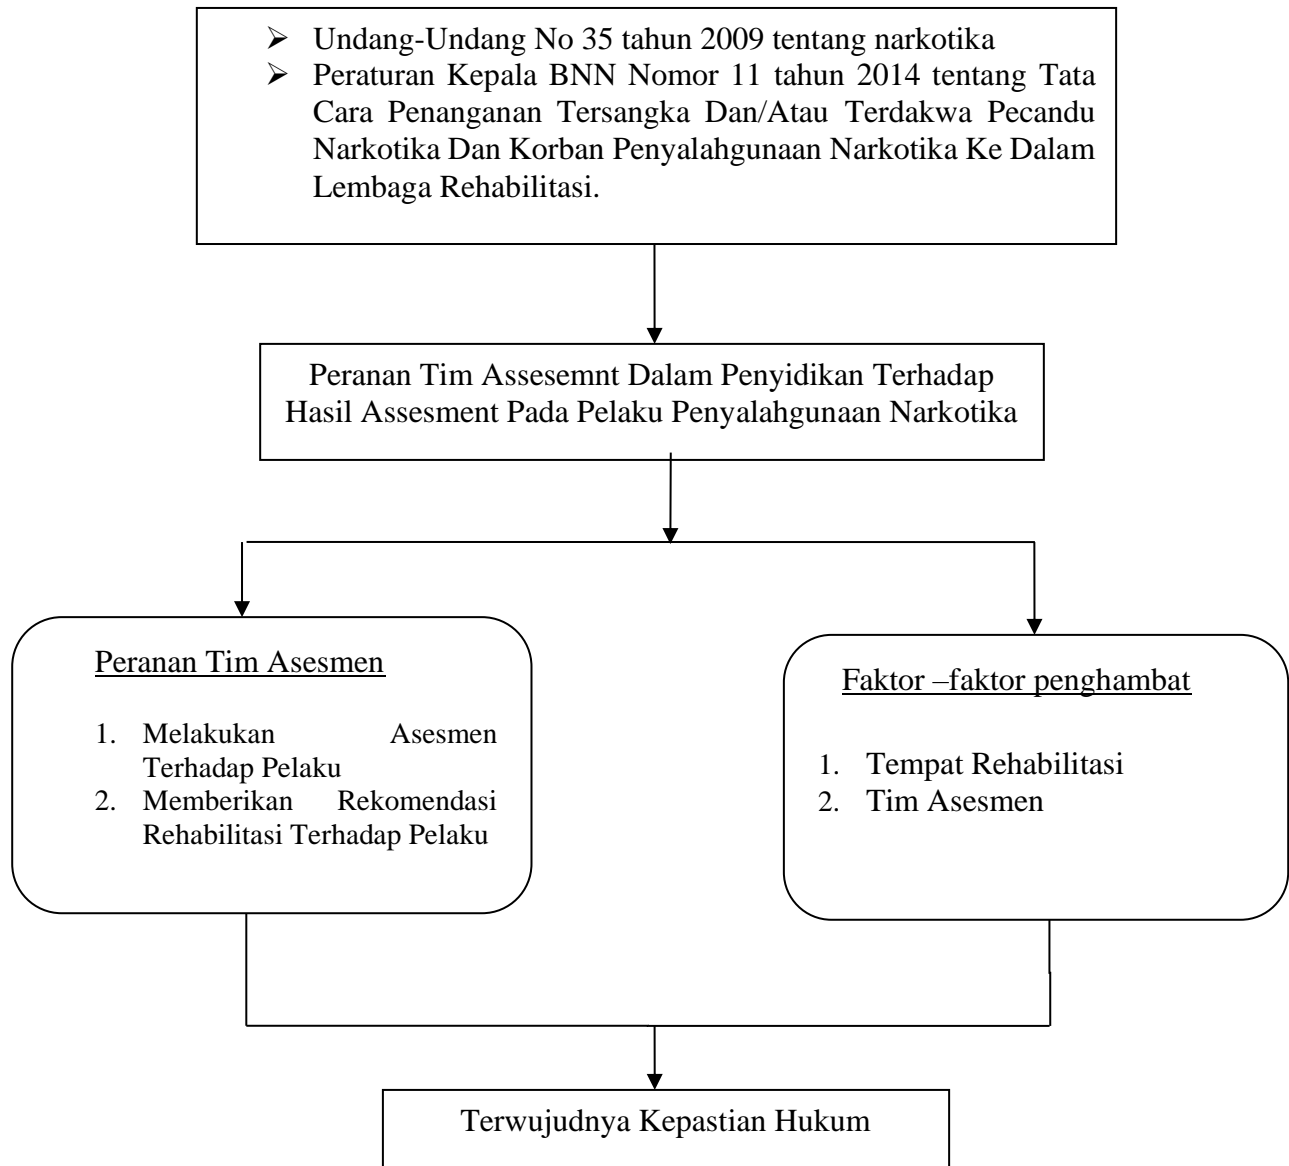 ➢ Undang-Undang No 35 tahun 2009 tentang narkotika
➢ Peraturan Kepala BNN Nomor 11 tahun 2014 tentang Tata
Cara Penanganan Tersangka Dan/Atau Terdakwa Pecandu
Narkotika Dan Korban Penyalahgunaan Narkotika Ke Dalam
Lembaga Rehabilitasi.
Peranan Tim Assesemnt Dalam Penyidikan Terhadap
Hasil Assesment Pada Pelaku Penyalahgunaan Narkotika
Peranan Tim Asesmen
1. Melakukan Asesmen
Terhadap Pelaku
2. Memberikan Rekomendasi
Rehabilitasi Terhadap Pelaku
Faktor –faktor penghambat
1. Tempat Rehabilitasi
2. Tim Asesmen
Terwujudnya Kepastian Hukum